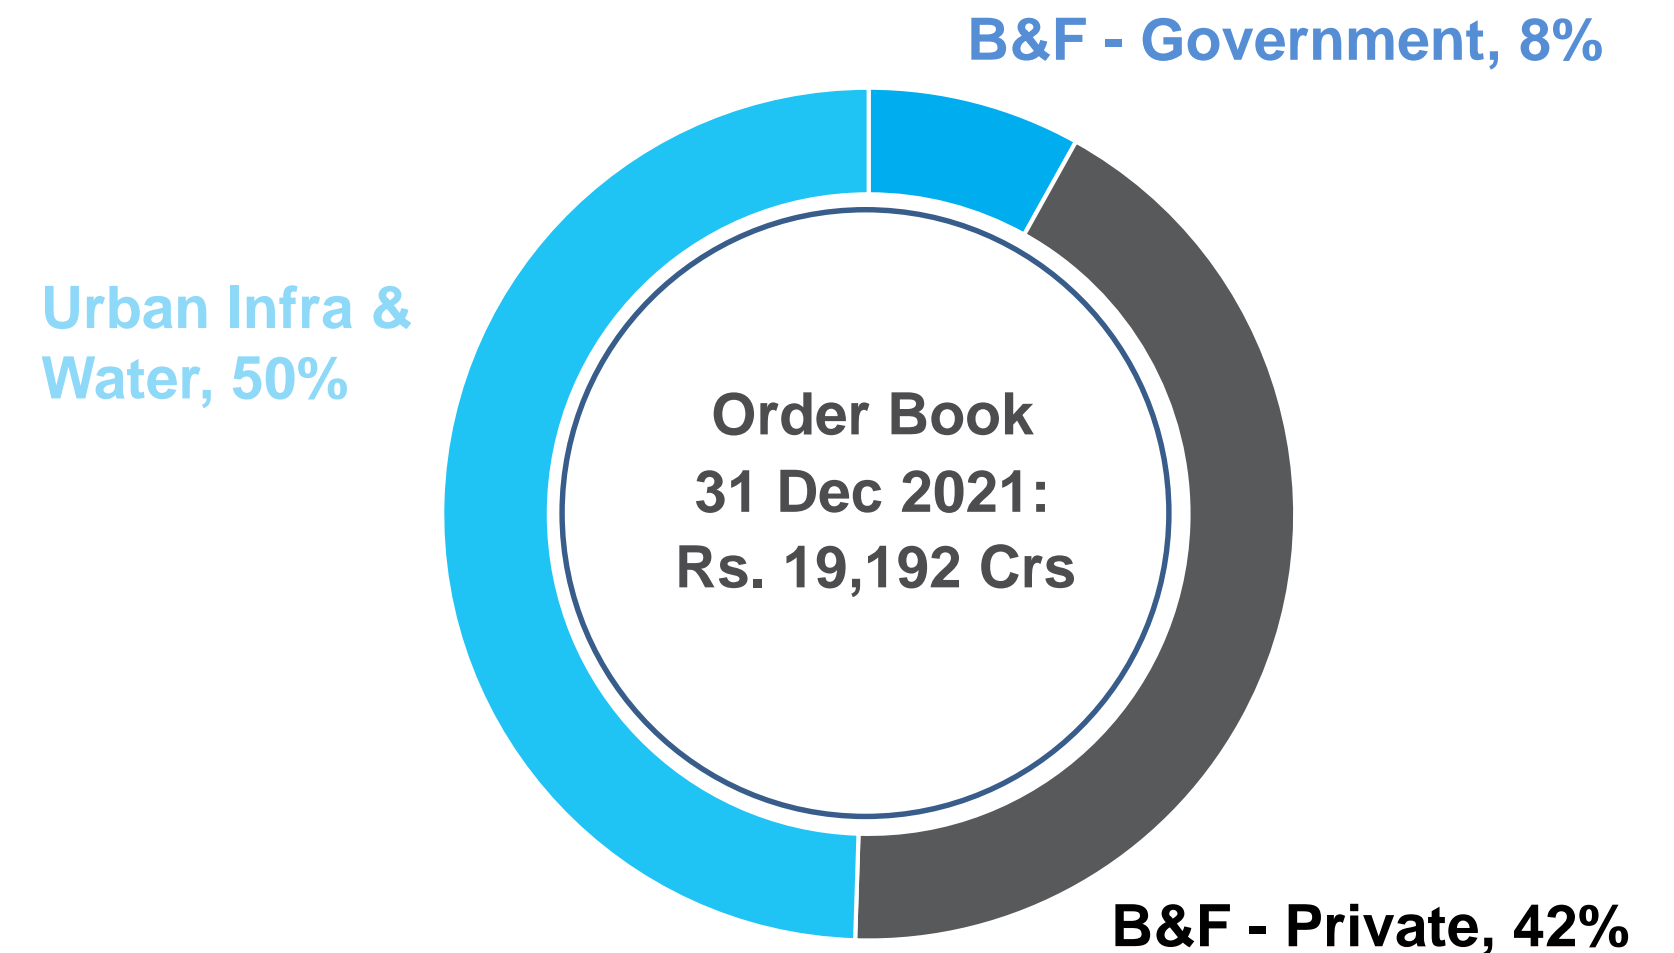 B&F - Government, 8%
Urban Infra &
Water, 50%
Order Book
31 Dec 2021:
Rs. 19,192 Crs
B&F - Private, 42%